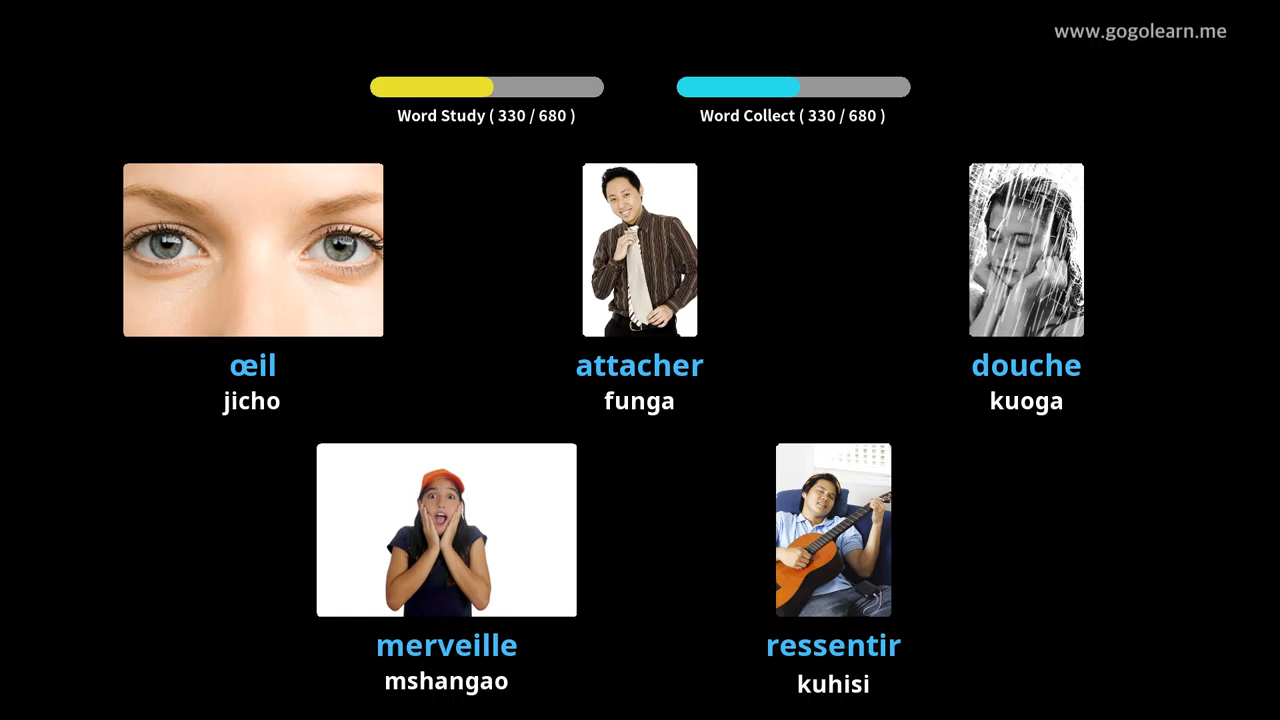 www.gogolearn.me
Word Study ( 330 / 680 )
Word Collect ( 330 / 680 )
œil
jicho
attacher
funga
douche
kuoga
merveille
mshangao
ressentir
kuhisi